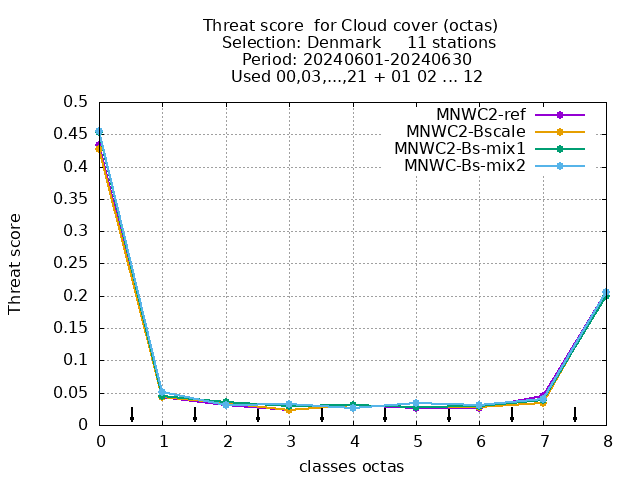 Threat score  for Cloud cover (octas)
Selection: Denmark     11 stations
Period: 20240601-20240630
Used 00,03,...,21 + 01 02 ... 12
MNWC2-ref
MNWC2-Bscale
MNWC2-Bs-mix1
MNWC-Bs-mix2
0.5
0.45
0.4
0.35
0.3
0.25
0.2
0.15
0.1
0.05
0
Threat score
0 1 2 3 4 5 6 7 8
classes octas